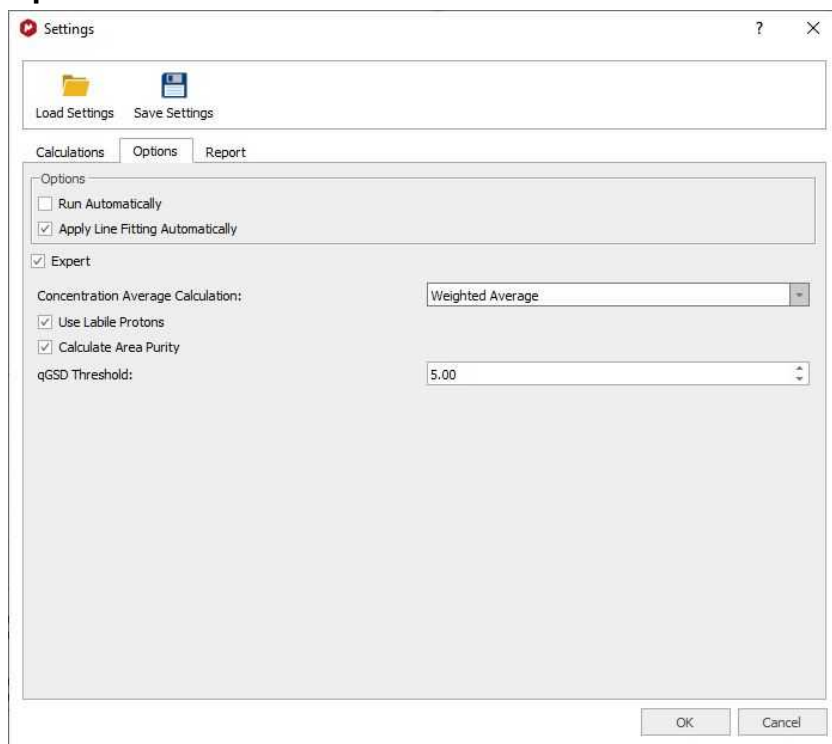 Settings
?
Load Settings Save Settings
Calculations Options Report
Options
Run Automatically
Apply Line Fitting Automatically
Expert
Concentration Average Calculation: Weighted Average
Use Labile Protons
Calculate Area Purity
qGSD Threshold: 5.00
OK Cancel